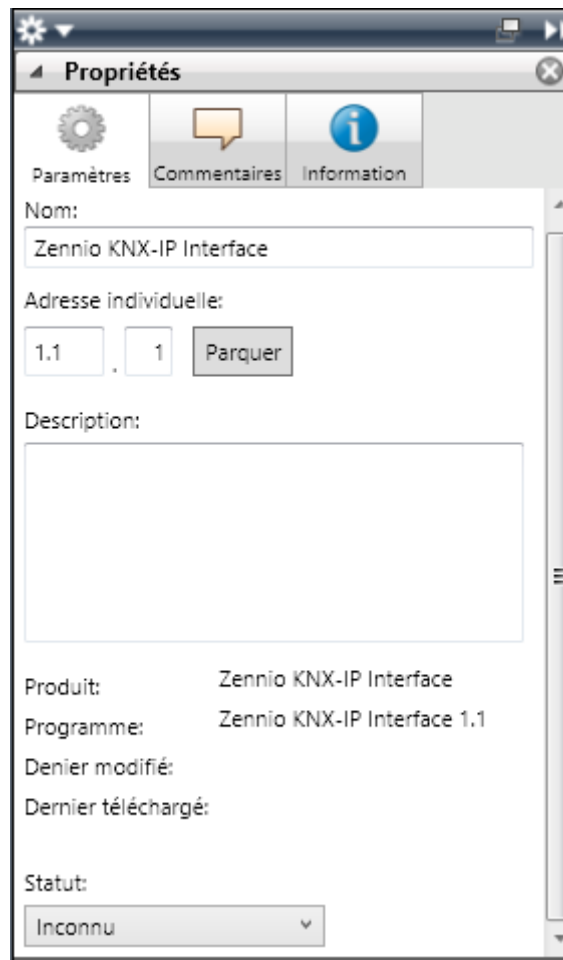 Propriétés
Paramètres Commentaires Information
Nom:
Zennio KNX-IP Interface
Adresse individuelle:
1.1 . 1 Parquer
Description:
Produit: Zennio KNX-IP Interface
Programme: Zennio KNX-IP Interface 1.1
Denier modifié:
Dernier téléchargé:
Statut:
Inconnu